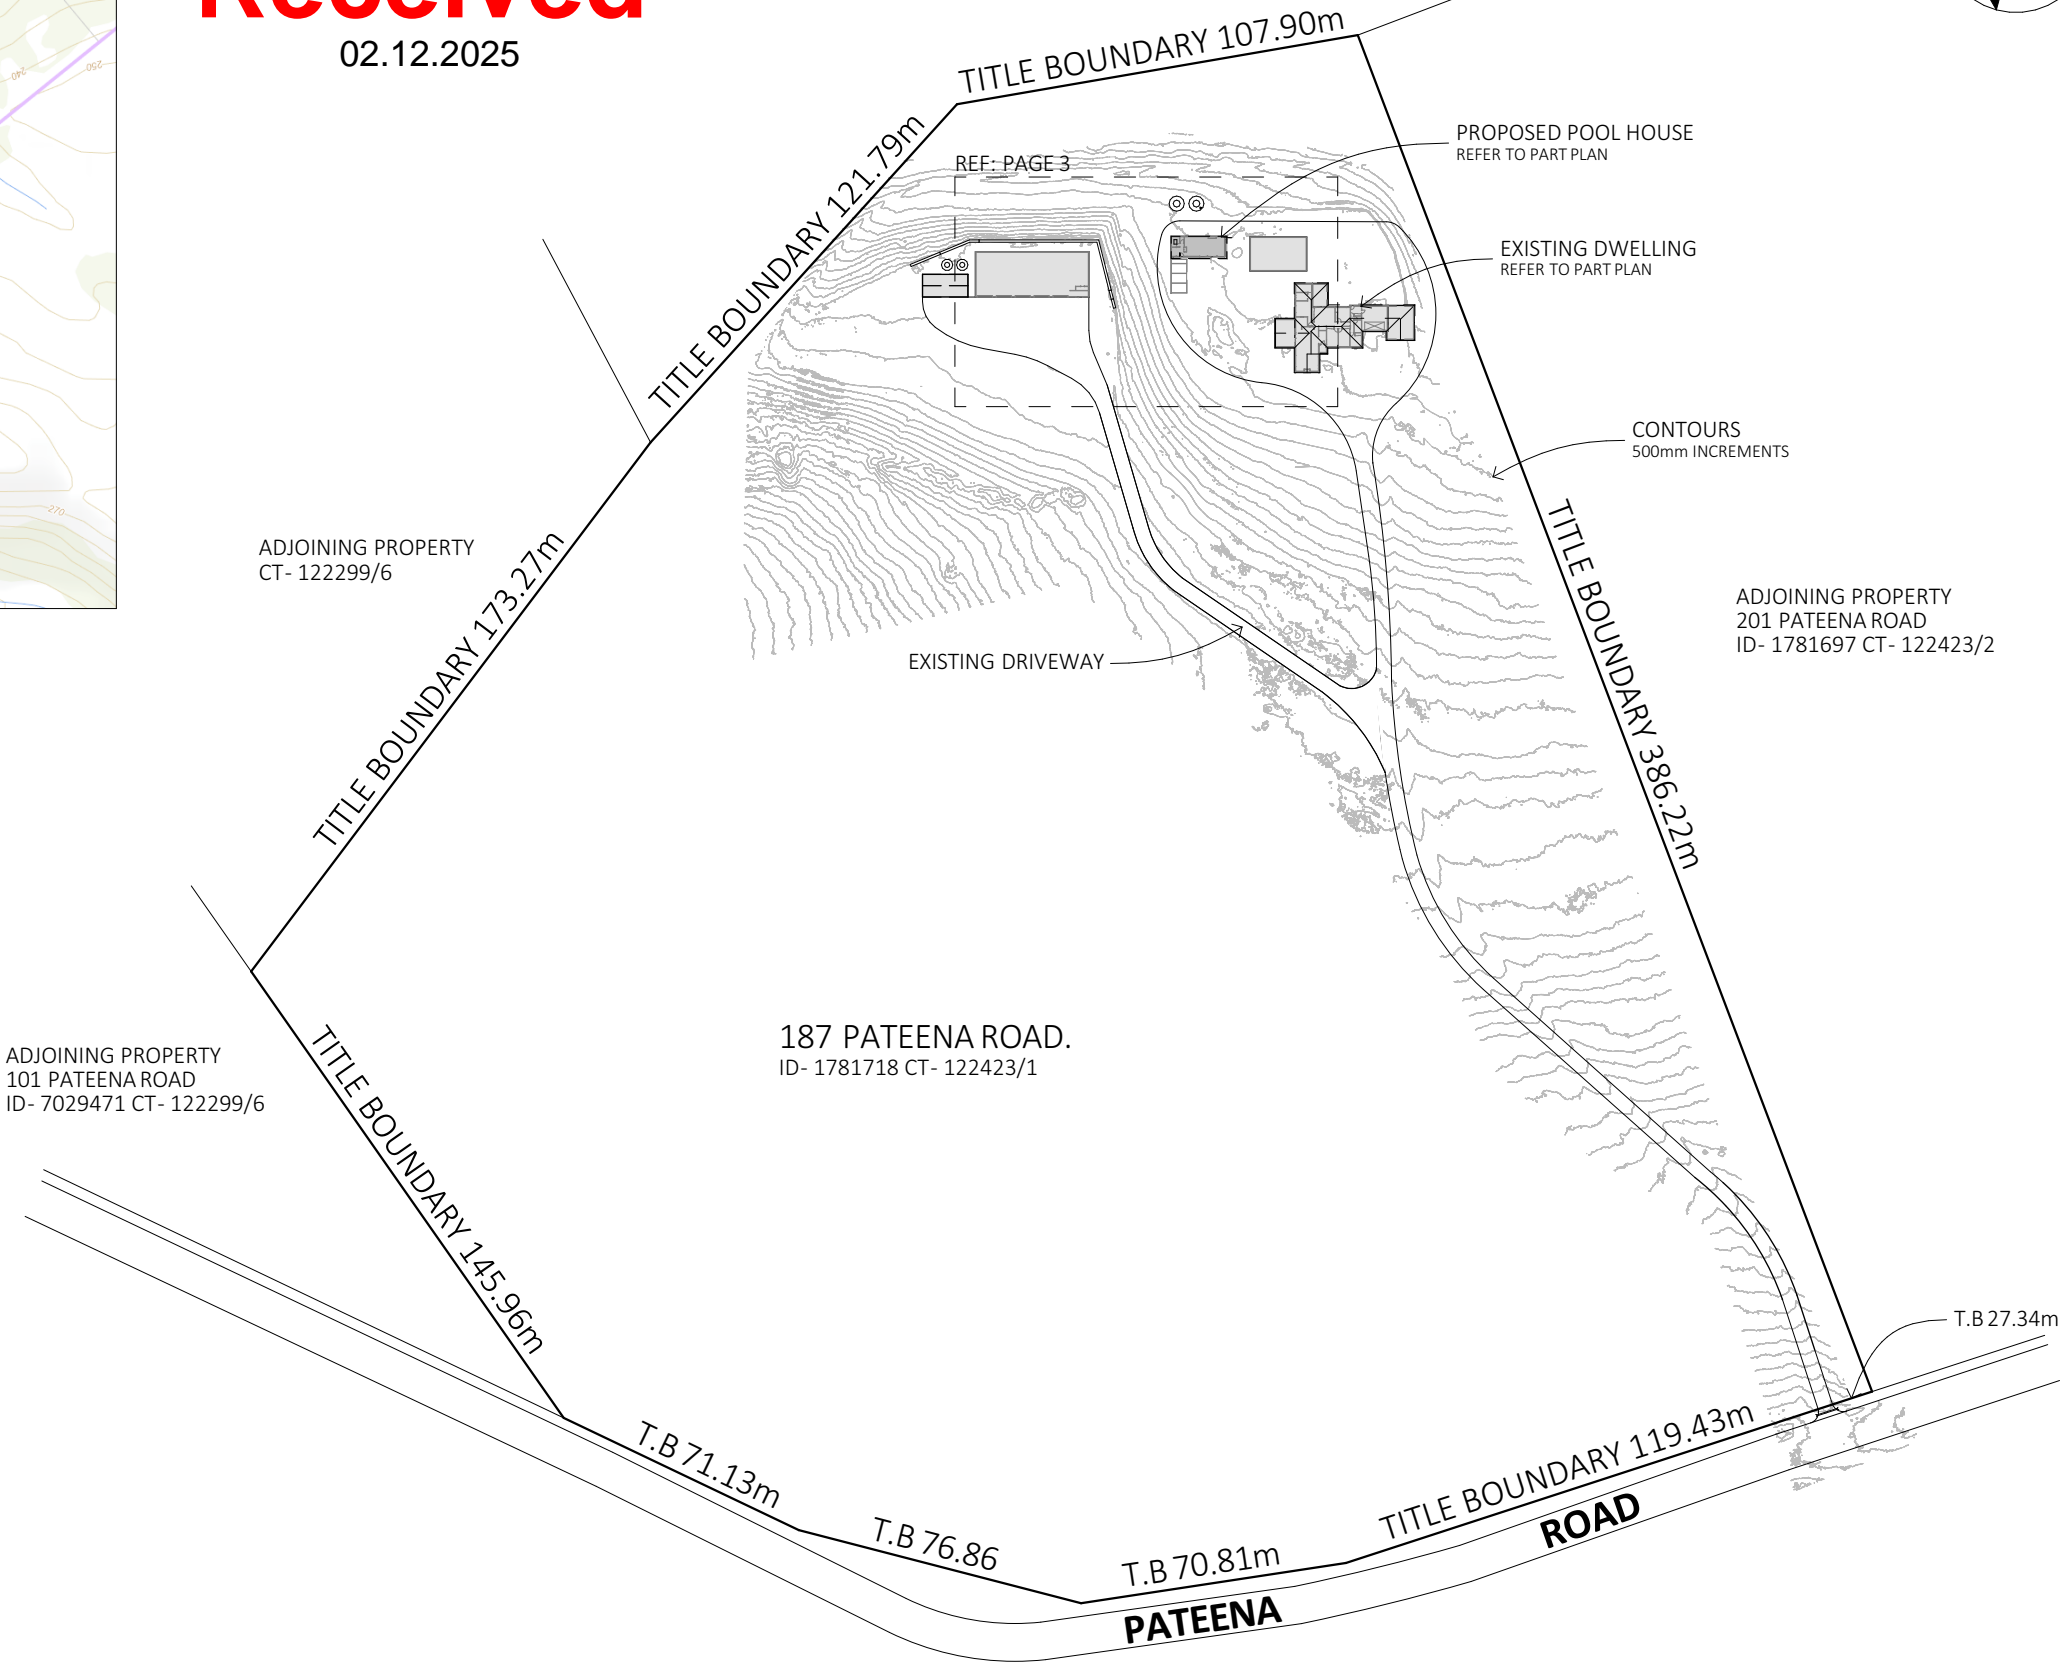 Received
02.12.2025
240
250
270
TITLE BOUNDARY 107.90m
TITLE BOUNDARY 121.79m
REF: PAGE 3
PROPOSED POOL HOUSE
REFER TO PART PLAN
EXISTING DWELLING
REFER TO PART PLAN
CONTOURS
500mm INCREMENTS
TITLE BOUNDARY 173.27m
ADJOINING PROPERTY
CT- 122299/6
TITLE BOUNDARY 386.22m
ADJOINING PROPERTY
201 PATEENA ROAD
ID- 1781697 CT- 122423/2
EXISTING DRIVEWAY
187 PATEENA ROAD.
ID- 1781718 CT- 122423/1
ADJOINING PROPERTY
101 PATEENA ROAD
ID- 7029471 CT- 122299/6
TITLE BOUNDARY 145.96m
T.B 27.34m
T.B 71.13m
T.B 76.86
T.B 70.81m
TITLE BOUNDARY 119.43m
PATEENA
ROAD